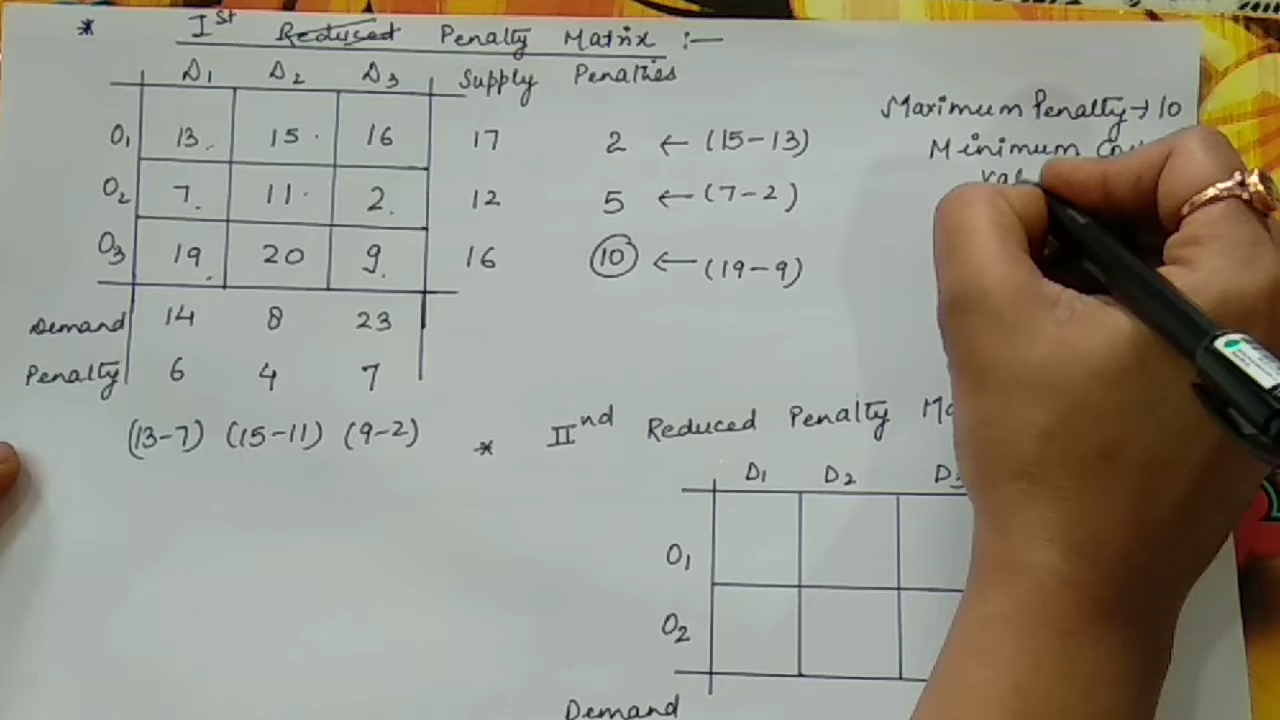 * Ist Reduced Penalty Matrix :—
D1 D2 D3 Supply Penalties
O1 13. 15. 16 17 2 ← (15-13)
O2 7. 11. 2. 12 5 ← (7-2)
O3 19. 20 9. 16 10 ← (19-9)
Demand 14 8 23
Penalty 6 4 7
(13-7) (15-11) (9-2)
Maximum Penalty → 10
Minimum
* IInd Reduced Penalty
D1 D2 D3
O1
O2
Demand